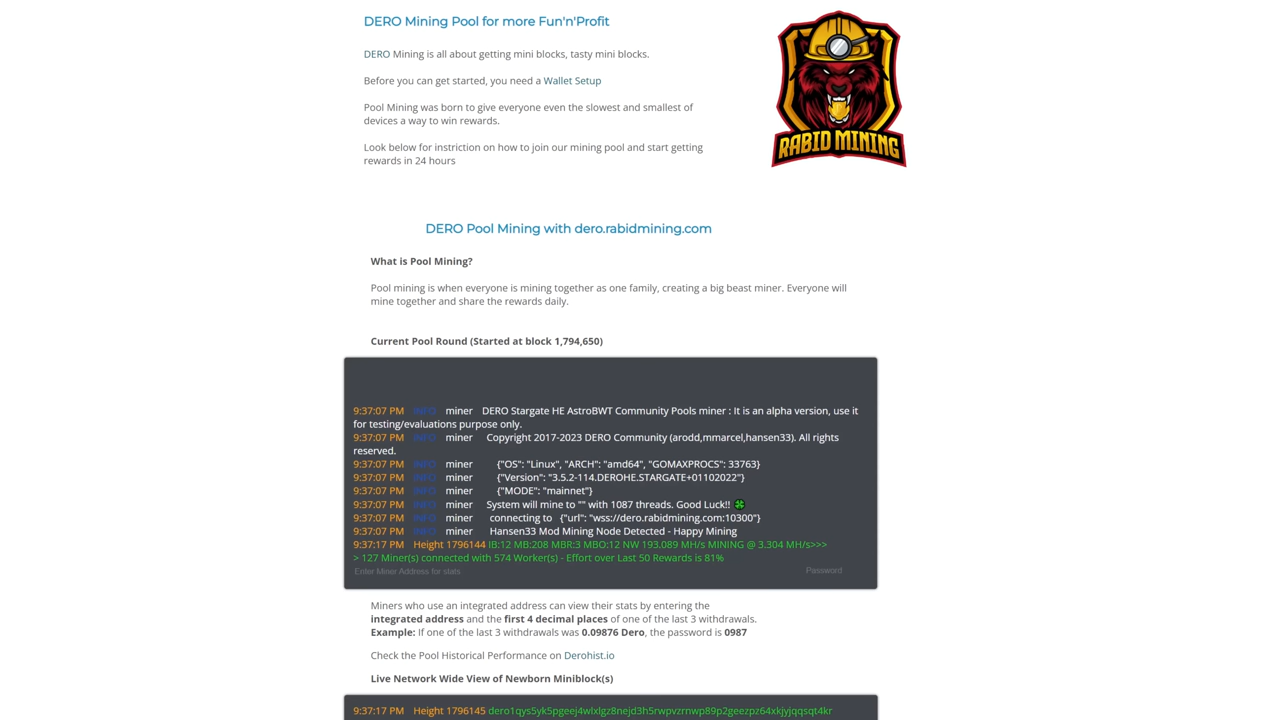 DERO Mining Pool for more Fun'n'Profit
DERO Mining is all about getting mini blocks, tasty mini blocks.
Before you can get started, you need a Wallet Setup
Pool Mining was born to give everyone even the slowest and smallest of
devices a way to win rewards.
Look below for instriction on how to join our mining pool and start getting
rewards in 24 hours
RABID MINING
DERO Pool Mining with dero.rabidmining.com
What is Pool Mining?
Pool mining is when everyone is mining together as one family, creating a big beast miner. Everyone will
mine together and share the rewards daily.
Current Pool Round (Started at block 1,794,650)
9:37:07 PM INFO miner DERO Stargate HE AstroBWT Community Pools miner : It is an alpha version, use it
for testing/evaluations purpose only.
9:37:07 PM INFO miner Copyright 2017-2023 DERO Community (arodd,mmarcel,hansen33). All rights
reserved.
9:37:07 PM INFO miner {"OS": "Linux", "ARCH": "amd64", "GOMAXPROCS": 33763}
9:37:07 PM INFO miner {"Version": "3.5.2-114.DEROHE.STARGATE+01102022"}
9:37:07 PM INFO miner {"MODE": "mainnet"}
9:37:07 PM INFO miner System will mine to "" with 1087 threads. Good Luck!! 🍀
9:37:07 PM INFO miner connecting to {"url": "wss://dero.rabidmining.com:10300"}
9:37:07 PM INFO miner Hansen33 Mod Mining Node Detected - Happy Mining
9:37:17 PM Height 1796144 IB:12 MB:208 MBR:3 MBO:12 NW 193.089 MH/s MINING @ 3.304 MH/s>>>
> 127 Miner(s) connected with 574 Worker(s) - Effort over Last 50 Rewards is 81%
Enter Miner Address for stats Password
Miners who use an integrated address can view their stats by entering the
integrated address and the first 4 decimal places of one of the last 3 withdrawals.
Example: If one of the last 3 withdrawals was 0.09876 Dero, the password is 0987
Check the Pool Historical Performance on Derohist.io
Live Network Wide View of Newborn Miniblock(s)
9:37:17 PM Height 1796145 dero1qys5yk5pgeej4wlxlgz8nejd3h5rwpvzrnwp89p2geezpz64xkjyjqqsqt4kr